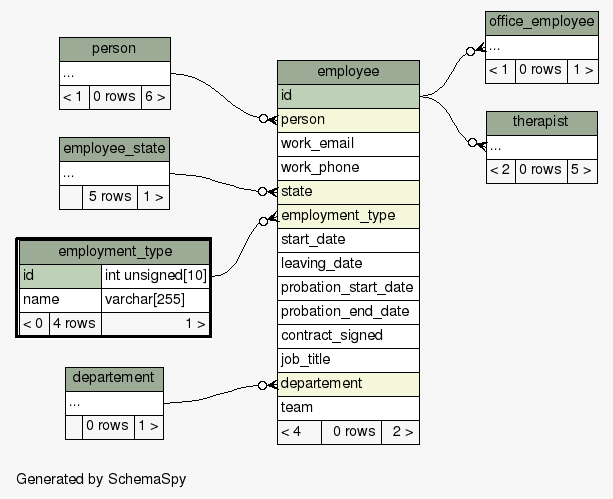 person
...
< 1 0 rows 6 >
employee_state
...
5 rows 1 >
employment_type
id int unsigned[10]
name varchar[255]
< 0 4 rows 1 >
departement
...
0 rows 1 >
employee
id
person
work_email
work_phone
state
employment_type
start_date
leaving_date
probation_start_date
probation_end_date
contract_signed
job_title
departement
team
< 4 0 rows 2 >
office_employee
...
< 1 0 rows 1 >
therapist
...
< 2 0 rows 5 >
Generated by SchemaSpy